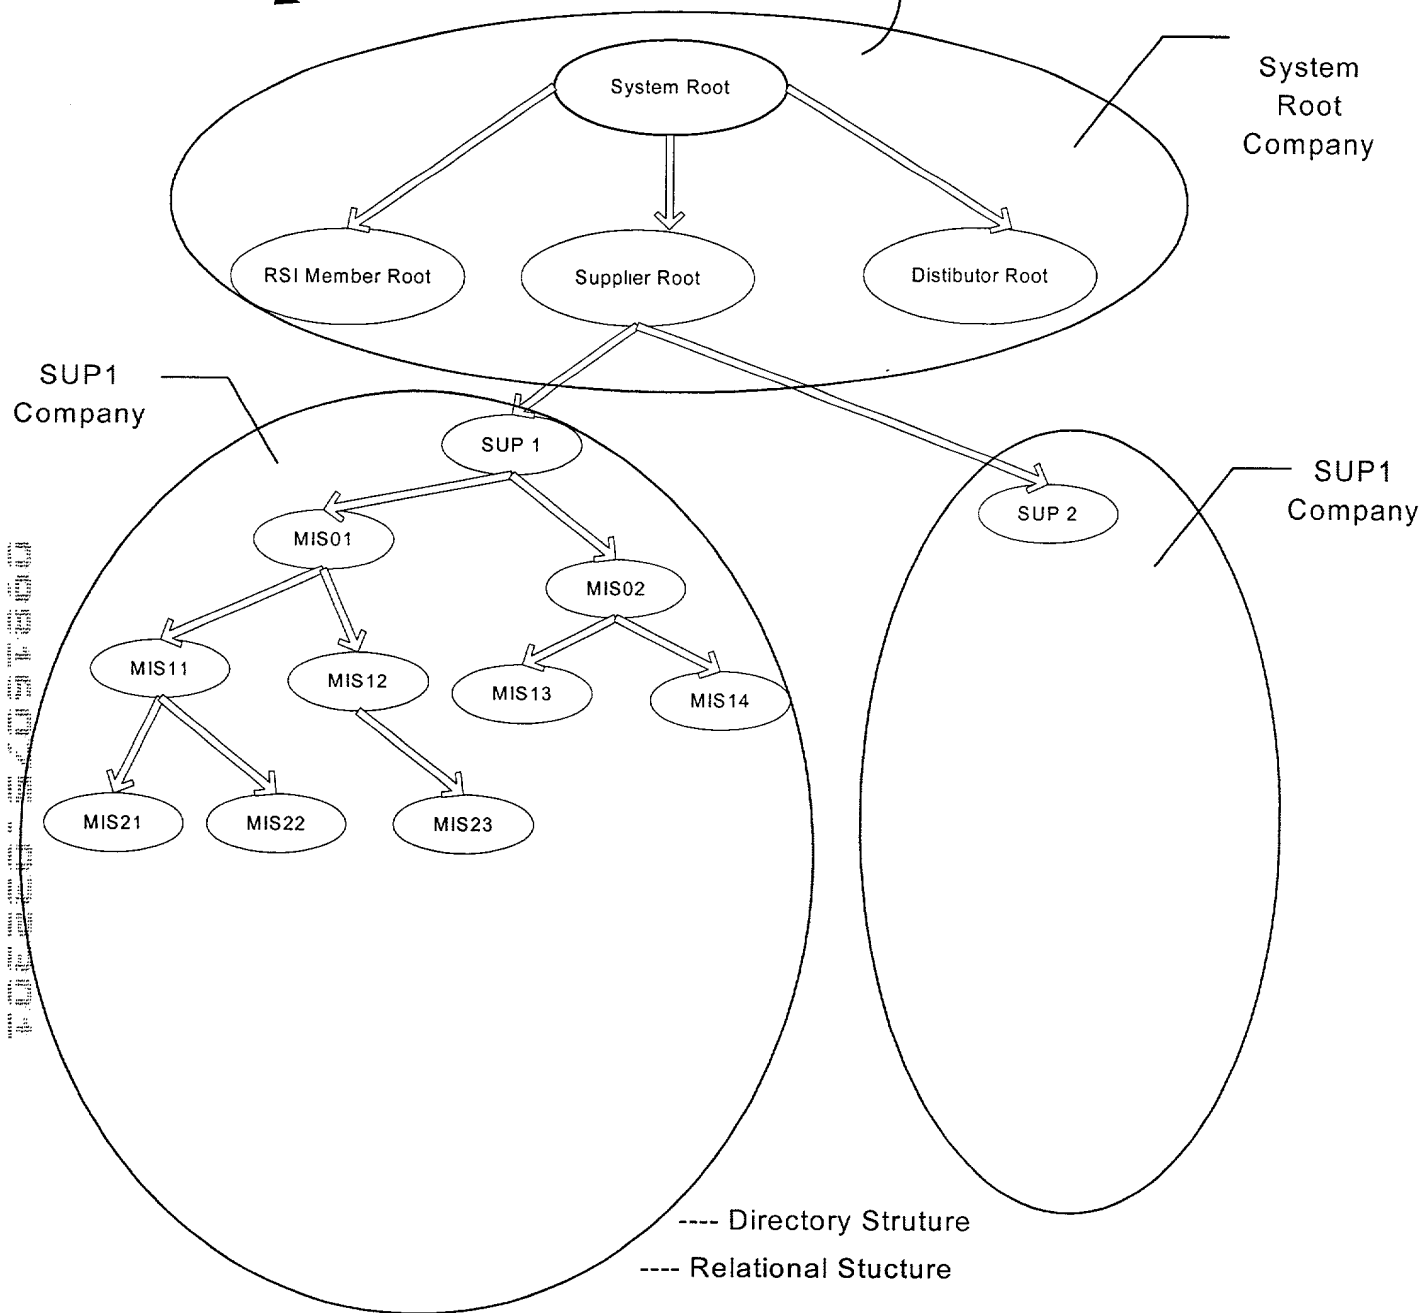 System Root
System
Root
Company
RSI Member Root
Supplier Root
Distibutor Root
SUP1
Company
SUP 1
SUP1
Company
SUP 2
MIS01
MIS02
MIS11
MIS12
MIS13
MIS14
MIS21
MIS22
MIS23
---- Directory Struture
---- Relational Stucture